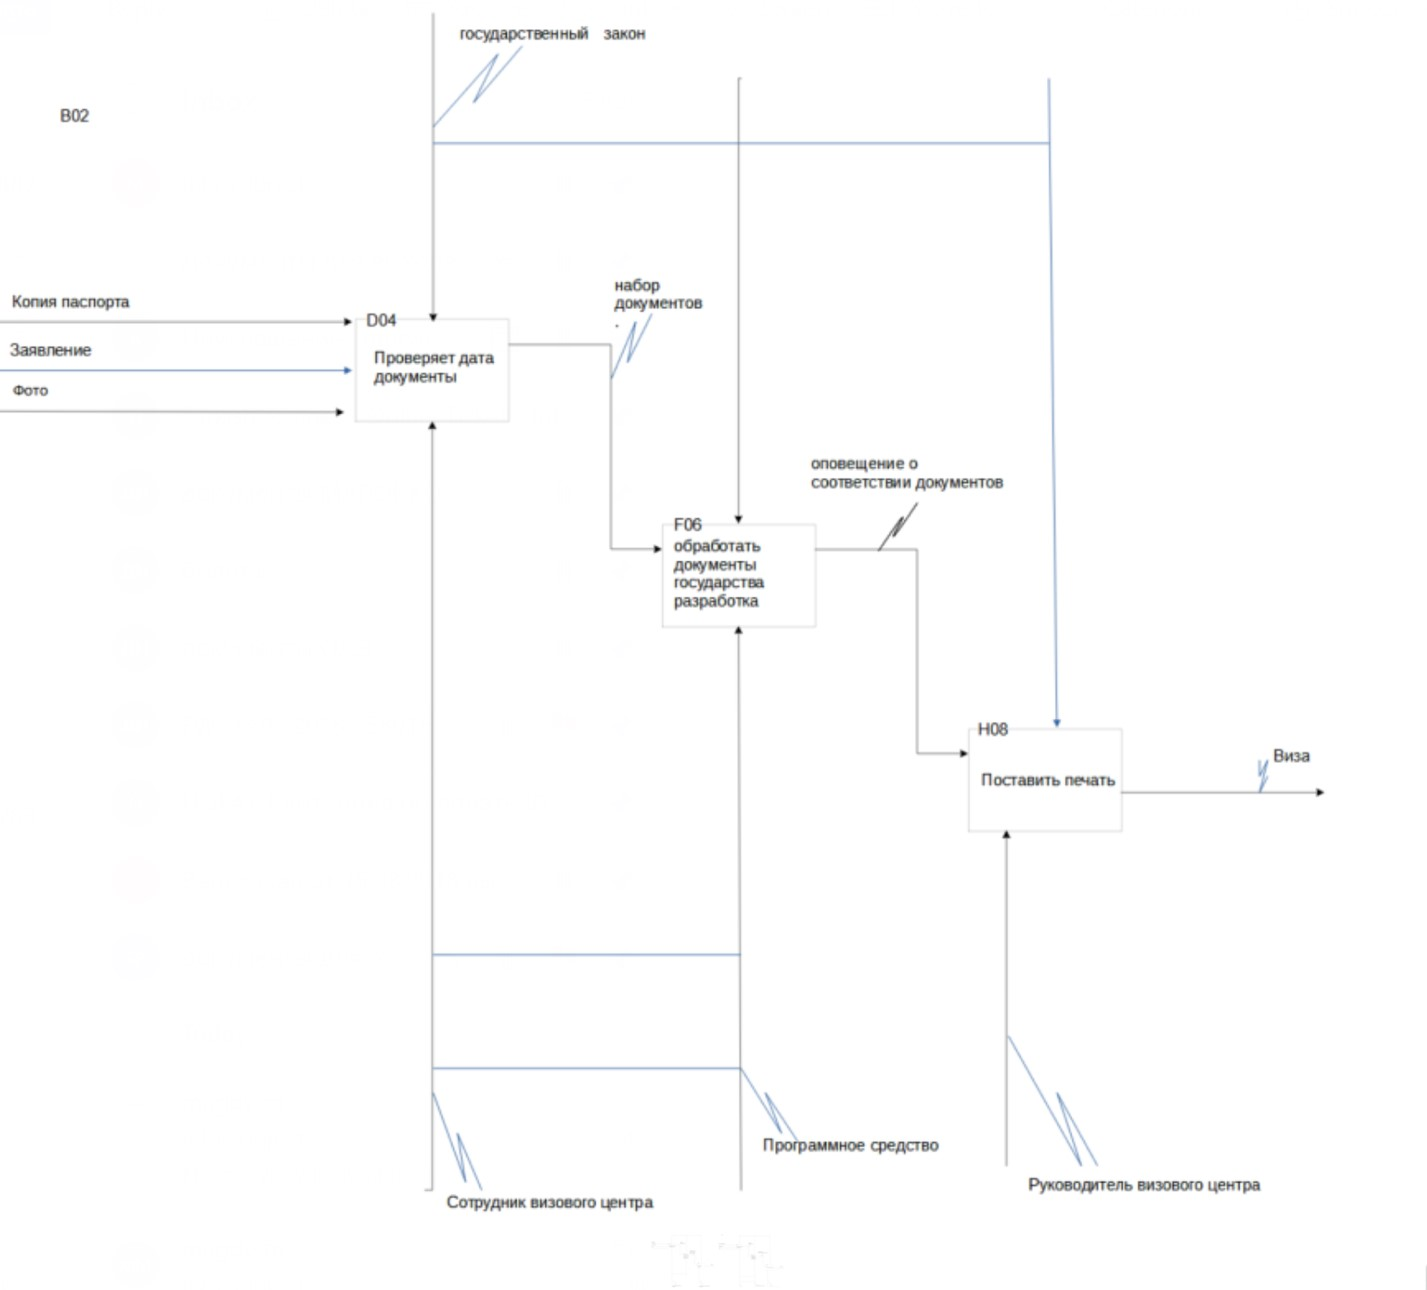 государственный закон
B02
набор
документов
.
Копия паспорта
D04
Заявление
Проверяет дата
документы
Фото
оповещение о
соответствии документов
F06
обработать
документы
государства
разработка
H08
Виза
Поставить печать
Программное средство
Руководитель визового центра
Сотрудник визового центра